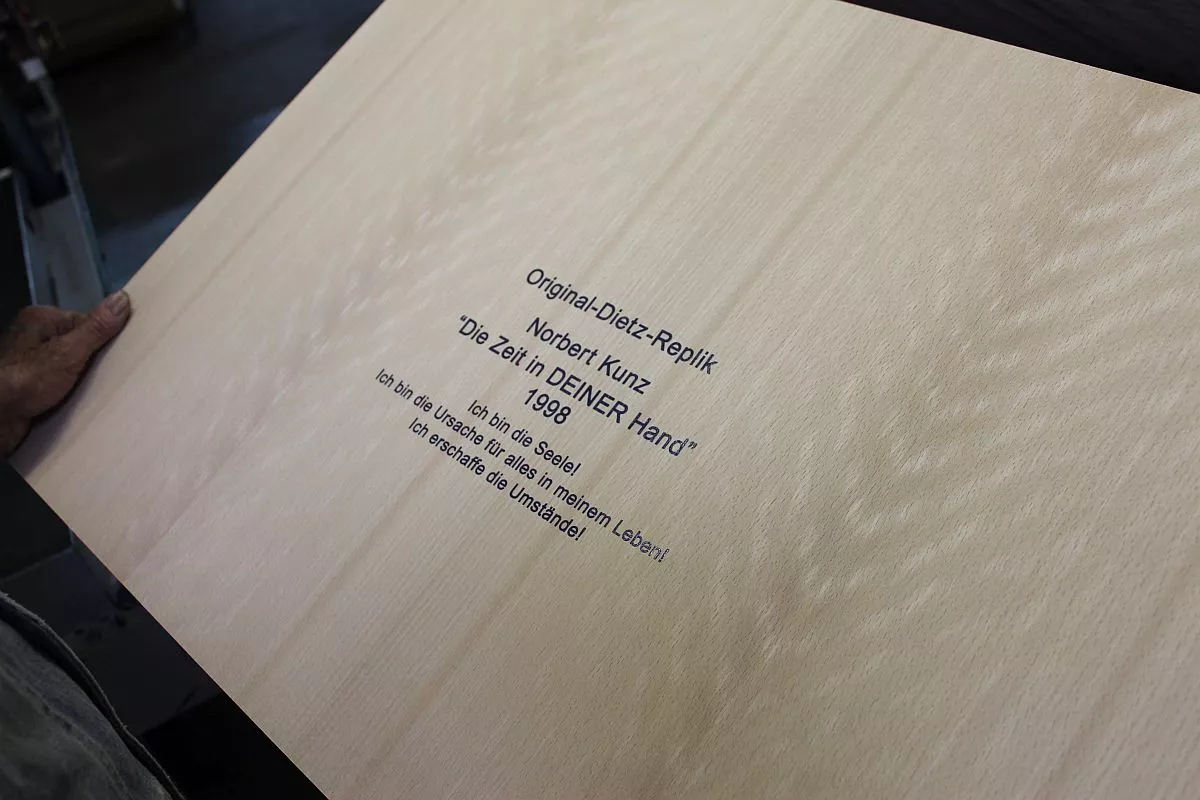 Original-Dietz-Replik
Norbert Kunz
“Die Zeit in DEINER Hand”
1998
Ich bin die Seele!
Ich bin die Ursache für alles in meinem Leben!
Ich erschaffe die Umstände!